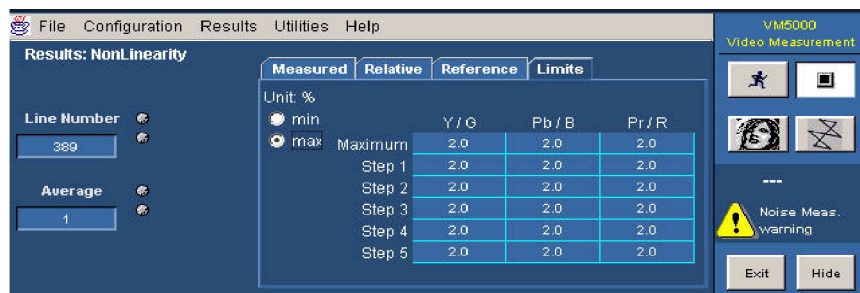 File Configuration Results Utilities Help
VM5000
Video Measurement
Results: NonLinearity
Measured Relative Reference Limits
Unit: %
Line Number
389
Average
1
min
max
Y / G Pb / B Pr / R
Maximum 2.0 2.0 2.0
Step 1 2.0 2.0 2.0
Step 2 2.0 2.0 2.0
Step 3 2.0 2.0 2.0
Step 4 2.0 2.0 2.0
Step 5 2.0 2.0 2.0
---
Noise Meas.
warning
Exit Hide